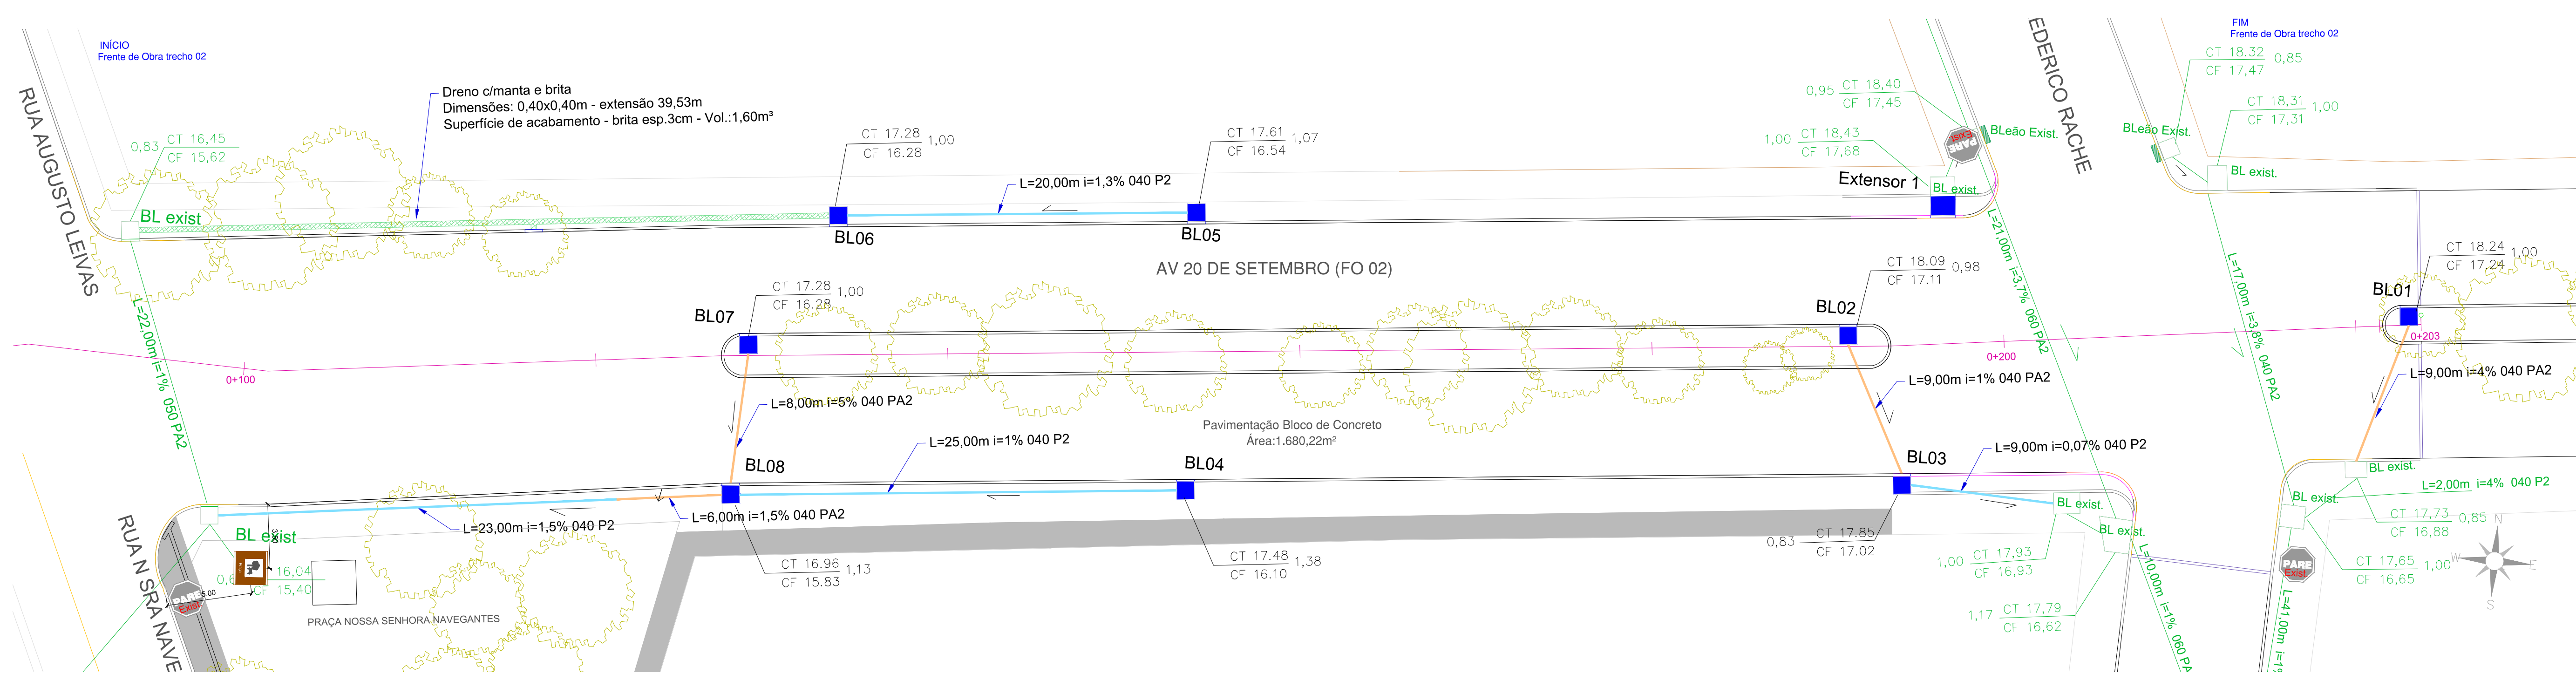 INÍCIO
Frente de Obra trecho 02
FIM
Frente de Obra trecho 02
RUA AUGUSTO LEIVAS
EDERICO RACHE
Dreno c/manta e brita
Dimensões: 0,40x0,40m - extensão 39,53m
Superfície de acabamento - brita esp.3cm - Vol.:1,60m³
0,83
CT 16,45
CF 15,62
BL exist
CT 17.28
CF 16.28
1,00
BL06
L=20,00m i=1,3% 040 P2
CT 17.61
CF 16.54
1,07
BL05
0,95
CT 18,40
CF 17,45
1,00
CT 18,43
CF 17,68
PARE
Exist.
BLeão Exist.
Extensor 1
BL exist.
BLeão Exist.
CT 18.32
CF 17,47
0,85
CT 18,31
CF 17,31
1,00
BL exist.
AV 20 DE SETEMBRO (FO 02)
L=22,00m i=1% 050 PA2
L=21,00m i=3,7% 060 PA2
L=17,00m i=3,8% 040 PA2
CT 17.28
CF 16.28
1,00
BL07
CT 18.09
CF 17.11
0,98
BL02
CT 18.24
CF 17.24
1,00
BL01
0+100
0+200
0+203
L=8,00m i=5% 040 PA2
L=9,00m i=1% 040 PA2
L=9,00m i=4% 040 PA2
Pavimentação Bloco de Concreto
Área:1.680,22m²
L=25,00m i=1% 040 P2
L=9,00m i=0,07% 040 P2
BL08
BL04
BL03
BL exist.
L=2,00m i=4% 040 P2
BL exist.
BL exist.
BL exist.
L=23,00m i=1,5% 040 P2
L=6,00m i=1,5% 040 PA2
BL exist
CT 16.96
CF 15.83
1,13
CT 17.48
CF 16.10
1,38
0,83
CT 17.85
CF 17.02
1,00
CT 17,93
CF 16,93
1,17
CT 17,79
CF 16,62
CT 17,73
CF 16,88
0,85
CT 17,65
CF 16,65
1,00
16,04
CF 15,40
5.00
PARE
Exist.
PARE
Exist.
PRAÇA NOSSA SENHORA NAVEGANTES
RUA N SRA NAVE
L=10,00m i=1% 060 PA
L=41,00m i=1%
N
W
E
S